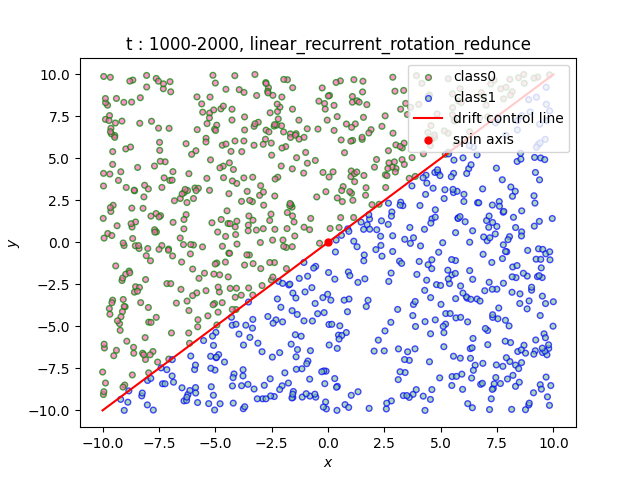 t : 1000-2000, linear_recurrent_rotation_redunce
class0
class1
drift control line
spin axis
10.0
7.5
5.0
2.5
0.0
−2.5
−5.0
−7.5
−10.0
y
−10.0 −7.5 −5.0 −2.5 0.0 2.5 5.0 7.5 10.0
x